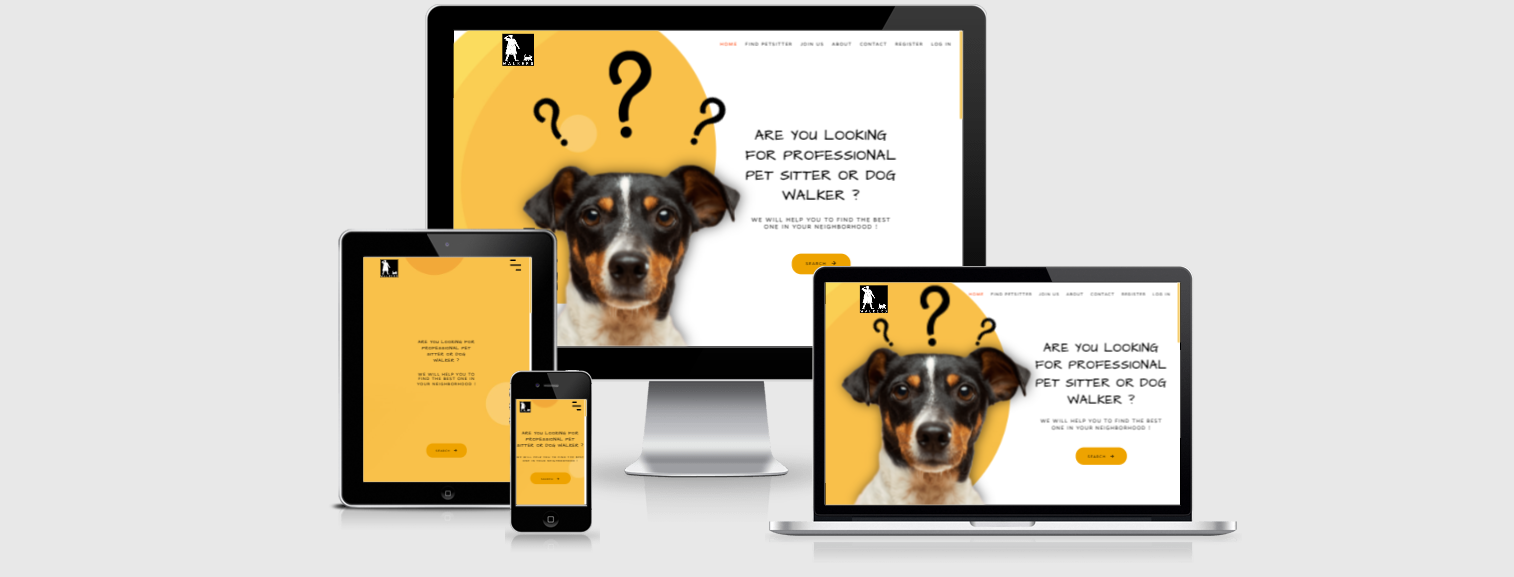 WALKERS
HOME FIND PETSITTER JOIN US ABOUT CONTACT REGISTER LOG IN
? ? ?
ARE YOU LOOKING
FOR PROFESSIONAL
PET SITTER OR DOG
WALKER ?
WE WILL HELP YOU TO FIND THE BEST
ONE IN YOUR NEIGHBORHOOD !
SEARCH
ARE YOU LOOKING FOR
PROFESSIONAL PET
SITTER OR DOG
WALKER ?
WE WILL HELP YOU TO
FIND THE BEST ONE IN
YOUR NEIGHBORHOOD !
SEARCH
ARE YOU LOOKING FOR
PROFESSIONAL PET
SITTER OR DOG WALKER ?
WE WILL HELP YOU TO FIND THE BEST
ONE IN YOUR NEIGHBORHOOD !
SEARCH
WALKERS
HOME FIND PETSITTER JOIN US ABOUT CONTACT REGISTER LOG IN
? ? ?
ARE YOU LOOKING
FOR PROFESSIONAL
PET SITTER OR DOG
WALKER ?
WE WILL HELP YOU TO FIND THE BEST
ONE IN YOUR NEIGHBORHOOD !
SEARCH